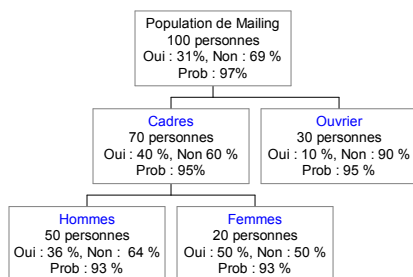 Population de Mailing
100 personnes
Oui : 31%, Non : 69 %
Prob : 97%
Cadres
70 personnes
Oui : 40 %, Non 60 %
Prob : 95%
Ouvrier
30 personnes
Oui : 10 %, Non : 90 %
Prob : 95 %
Hommes
50 personnes
Oui : 36 %, Non : 64 %
Prob : 93 %
Femmes
20 personnes
Oui : 50 %, Non : 50 %
Prob : 93 %